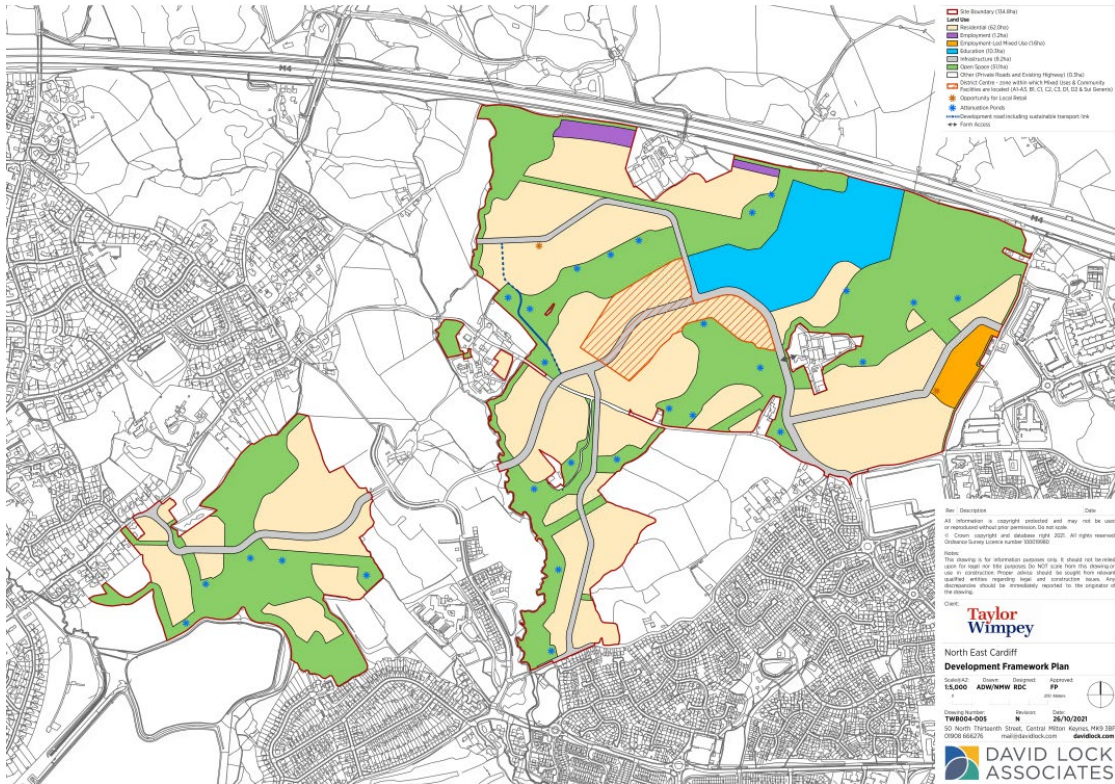 M4
M4
Site Boundary (134.8ha)
Land Use
Residential (62.0ha)
Employment (1.2ha)
Employment-Led Mixed Use (1.6ha)
Education (10.3ha)
Infrastructure (8.2ha)
Open Space (51.1ha)
Other (Private Roads and Existing Highway) (0.3ha)
District Centre - zone within which Mixed Uses & Community
Facilities are located (A1-A3, B1, C1, C2, C3, D1, D2 & Sui Generis)
Opportunity for Local Retail
Attenuation Ponds
Development road including sustainable transport link
Farm Access
Rev Description Date
All information is copyright protected and may not be used
or reproduced without prior permission. Do not scale.
© Crown copyright and database right 2021. All rights reserved
Ordnance Survey Licence number 100019980
Notes:
This drawing is for information purposes only. It should not be relied
upon for legal nor title purposes. Do NOT scale from this drawing or
use in construction. Proper advice should be sought from relevant
qualified entities regarding legal and construction issues. Any
discrepancies should be immediately reported to the originator of
the drawing.
Client:
Taylor
Wimpey
North East Cardiff
Development Framework Plan
Scale@A2: Drawn: Designed: Approved:
1:5,000 ADW/NMW RDC FP
Drawing Number: Revision: Date:
TWB004-005 N 26/10/2021
50 North Thirteenth Street, Central Milton Keynes, MK9 3BP
01908 666276 mail@davidlock.com davidlock.com
DAVID LOCK
ASSOCIATES